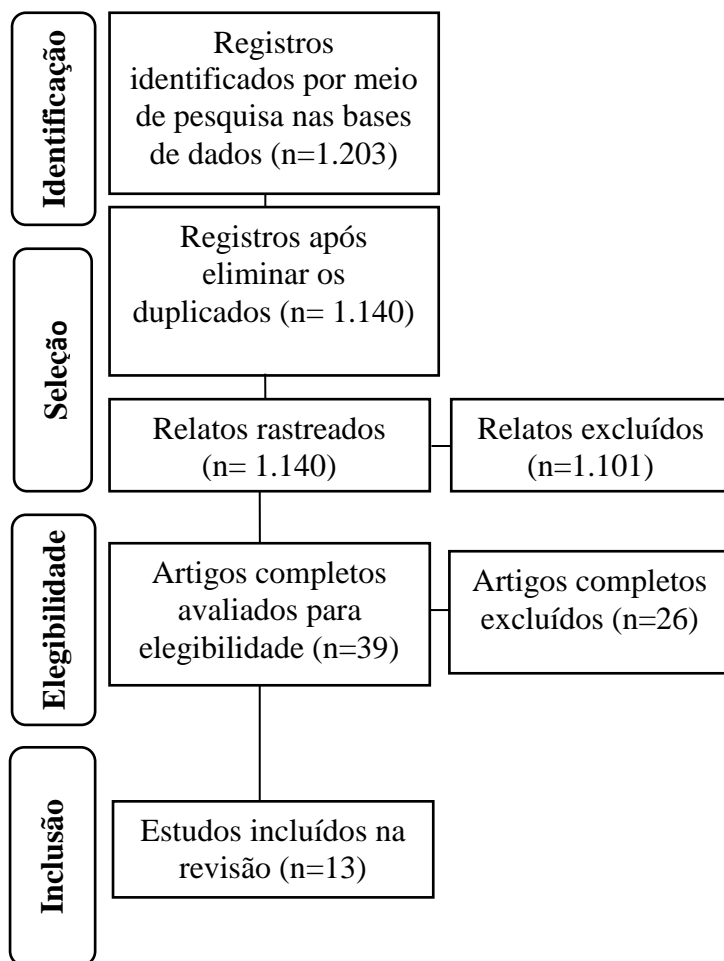 Identificação
Registros
identificados por meio
de pesquisa nas bases
de dados (n=1.203)
Seleção
Registros após
eliminar os
duplicados (n= 1.140)
Relatos rastreados
(n= 1.140)
Relatos excluídos
(n=1.101)
Elegibilidade
Artigos completos
avaliados para
elegibilidade (n=39)
Artigos completos
excluídos (n=26)
Inclusão
Estudos incluídos na
revisão (n=13)